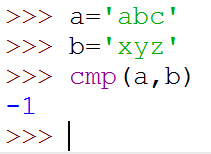 >>> a='abc'
>>> b='xyz'
>>> cmp(a,b)
-1
>>>